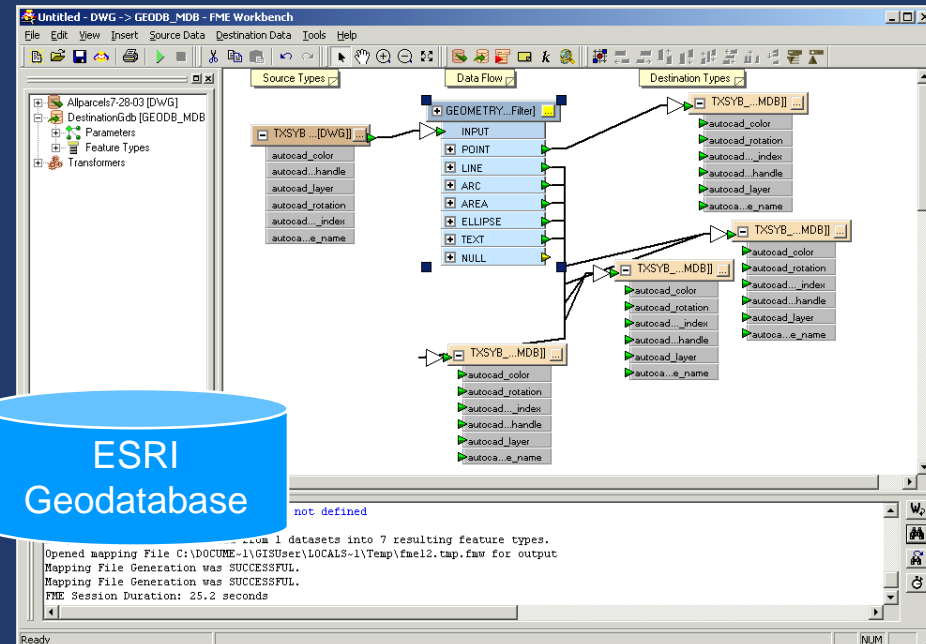 Untitled - DWG -> GEODB_MDB - FME Workbench
File Edit View Insert Source Data Destination Data Tools Help
Source Types
Data Flow
Destination Types
Allparcels7-28-03 [DWG]
DestinationGdb [GEODB_MDB
Parameters
Feature Types
Transformers
TXSYB ...[DWG]] ...
autocad_color
autocad...handle
autocad_layer
autocad_rotation
autocad..._index
autoca...e_name
GEOMETRY...Filter] ...
INPUT
POINT
LINE
ARC
AREA
ELLIPSE
TEXT
NULL
TXSYB_...MDB]] ...
autocad_color
autocad_rotation
autocad..._index
autocad...handle
autocad_layer
autoca...e_name
TXSYB_...MDB]] ...
autocad_color
autocad_rotation
autocad..._index
autocad...handle
autocad_layer
autoca...e_name
TXSYB_...MDB]] ...
autocad_color
autocad_rotation
autocad..._index
autocad...handle
autocad_layer
autoca...e_name
TXSYB_...MDB]] ...
autocad_color
autocad_rotation
autocad..._index
autocad...handle
autocad_layer
autoca...e_name
ESRI
Geodatabase
not defined
from 1 datasets into 7 resulting feature types.
Opened mapping File C:\DOCUME~1\GISUser\LOCALS~1\Temp\fme12.tmp.fmw for output
Mapping File Generation was SUCCESSFUL.
Mapping File Generation was SUCCESSFUL.
FME Session Duration: 25.2 seconds
Ready
NUM